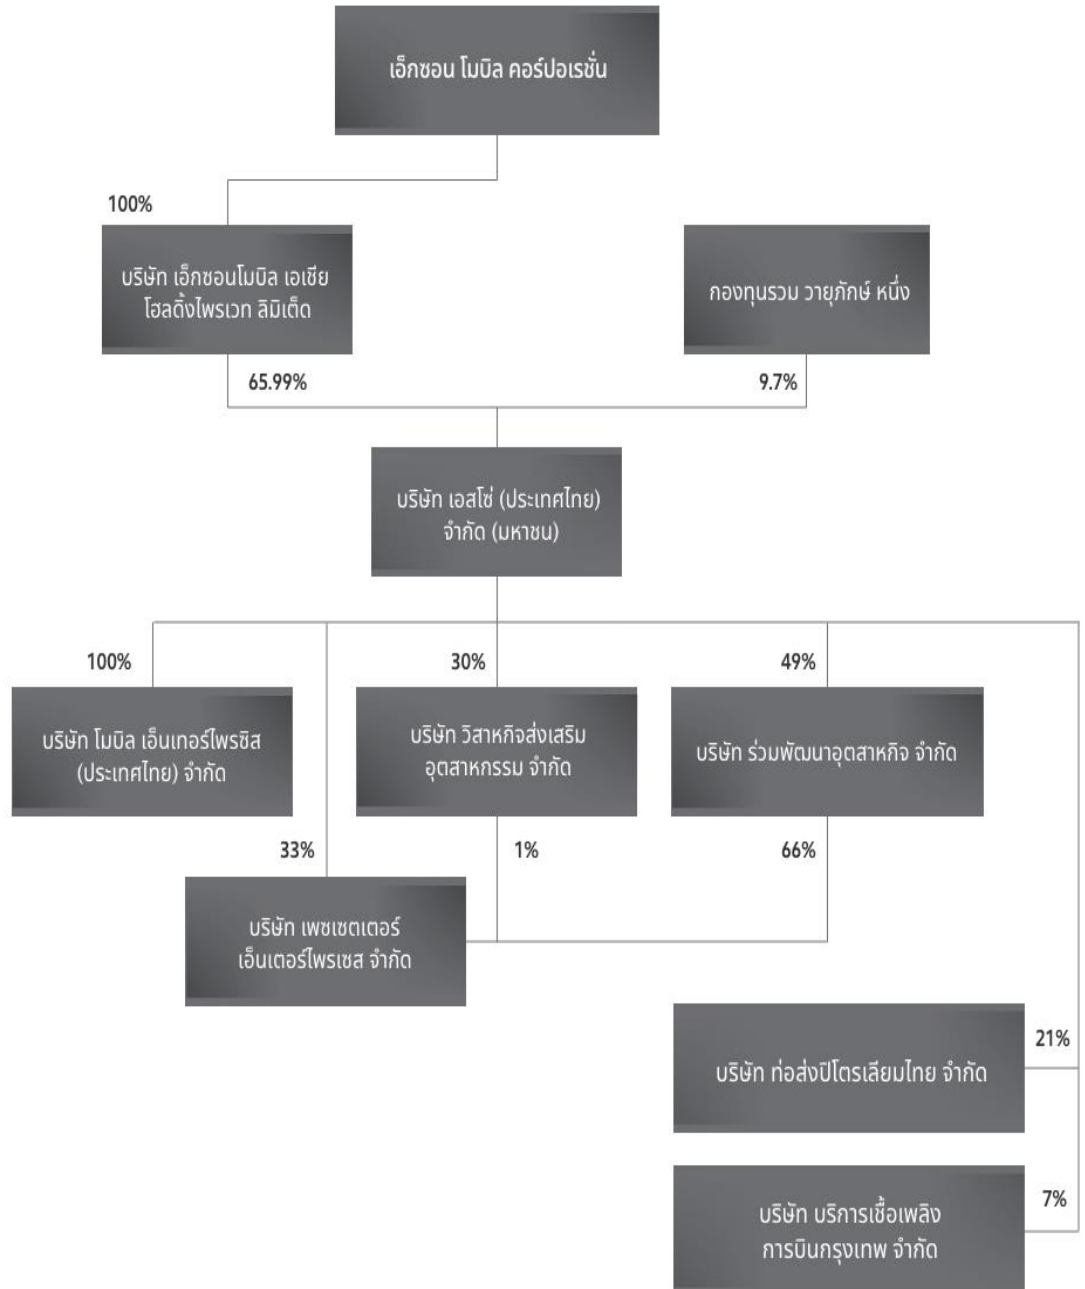 เอ็กซอน โมบิล คอร์ปอเรชั่น
100%
บริษัท เอ็กซอนโมบิล เอเชีย
โฮลดิ้งไพรเวท ลิมิเต็ด
กองทุนรวม วายุภักษ์ หนึ่ง
65.99%
9.7%
บริษัท เอสโซ่ (ประเทศไทย)
จำกัด (มหาชน)
100%
30%
49%
บริษัท โมบิล เอ็นเทอร์ไพรซิส
(ประเทศไทย) จำกัด
บริษัท วิสาหกิจส่งเสริม
อุตสาหกรรม จำกัด
บริษัท ร่วมพัฒนาอุตสาหกิจ จำกัด
33%
1%
66%
บริษัท เพซเซตเตอร์
เอ็นเตอร์ไพรเซส จำกัด
บริษัท ท่อส่งปิโตรเลียมไทย จำกัด
21%
บริษัท บริการเชื้อเพลิง
การบินกรุงเทพ จำกัด
7%